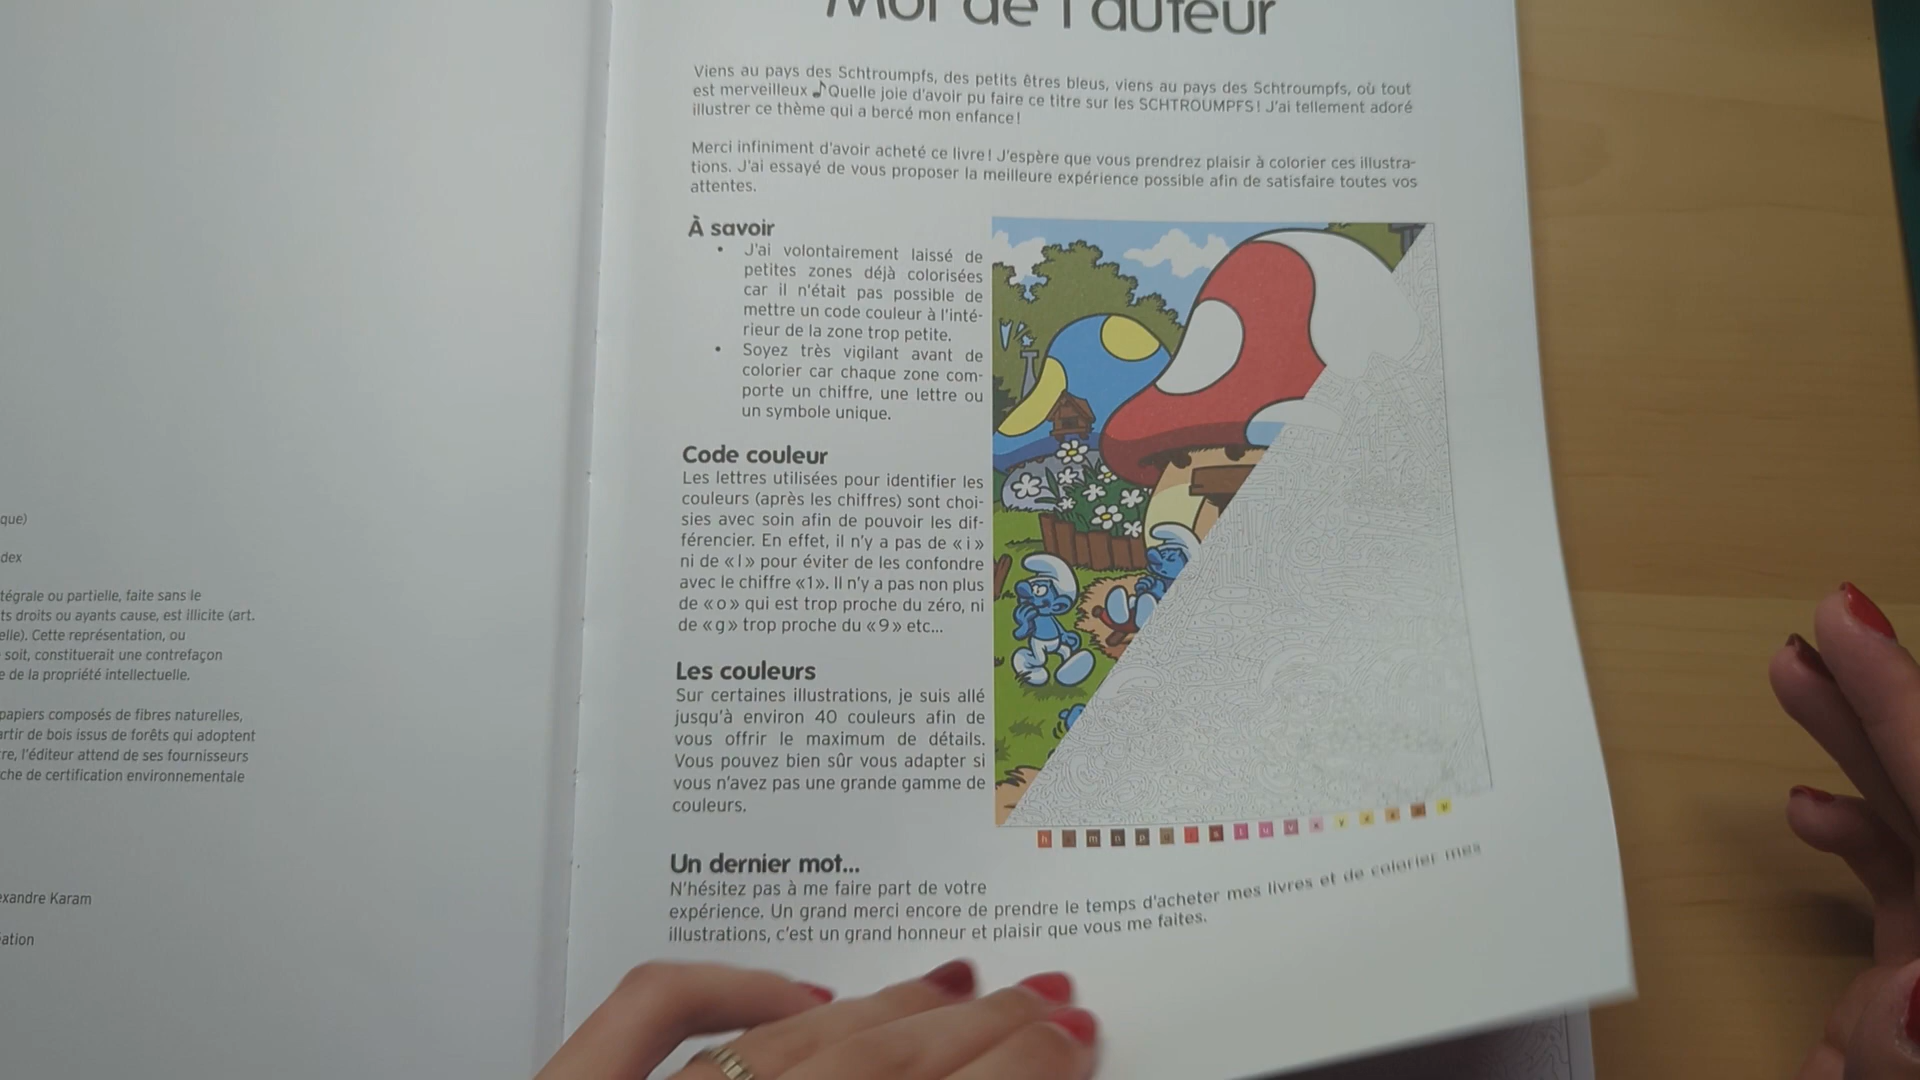 que)
dex
tégrale ou partielle, faite sans le
ts droits ou ayants cause, est illicite (art.
elle). Cette représentation, ou
soit, constituerait une contrefaçon
e de la propriété intellectuelle.
papiers composés de fibres naturelles,
artir de bois issus de forêts qui adoptent
re, l'éditeur attend de ses fournisseurs
che de certification environnementale
exandre Karam
ation
Mot de l'auteur
Viens au pays des Schtroumpfs, des petits êtres bleus, viens au pays des Schtroumpfs, où tout
est merveilleux ♪Quelle joie d'avoir pu faire ce titre sur les SCHTROUMPFS! J'ai tellement adoré
illustrer ce thème qui a bercé mon enfance!
Merci infiniment d'avoir acheté ce livre! J'espère que vous prendrez plaisir à colorier ces illustra-
tions. J'ai essayé de vous proposer la meilleure expérience possible afin de satisfaire toutes vos
attentes.
À savoir
• J'ai volontairement laissé de
petites zones déjà colorisées
car il n'était pas possible de
mettre un code couleur à l'inté-
rieur de la zone trop petite.
• Soyez très vigilant avant de
colorier car chaque zone com-
porte un chiffre, une lettre ou
un symbole unique.
Code couleur
Les lettres utilisées pour identifier les
couleurs (après les chiffres) sont choi-
sies avec soin afin de pouvoir les dif-
férencier. En effet, il n'y a pas de «i»
ni de «l» pour éviter de les confondre
avec le chiffre «1». Il n'y a pas non plus
de «o» qui est trop proche du zéro, ni
de «g» trop proche du «9» etc...
Les couleurs
Sur certaines illustrations, je suis allé
jusqu'à environ 40 couleurs afin de
vous offrir le maximum de détails.
Vous pouvez bien sûr vous adapter si
vous n'avez pas une grande gamme de
couleurs.
Un dernier mot...
N'hésitez pas à me faire part de votre
expérience. Un grand merci encore de prendre le temps d'acheter mes livres et de colorier mes
illustrations, c'est un grand honneur et plaisir que vous me faites.